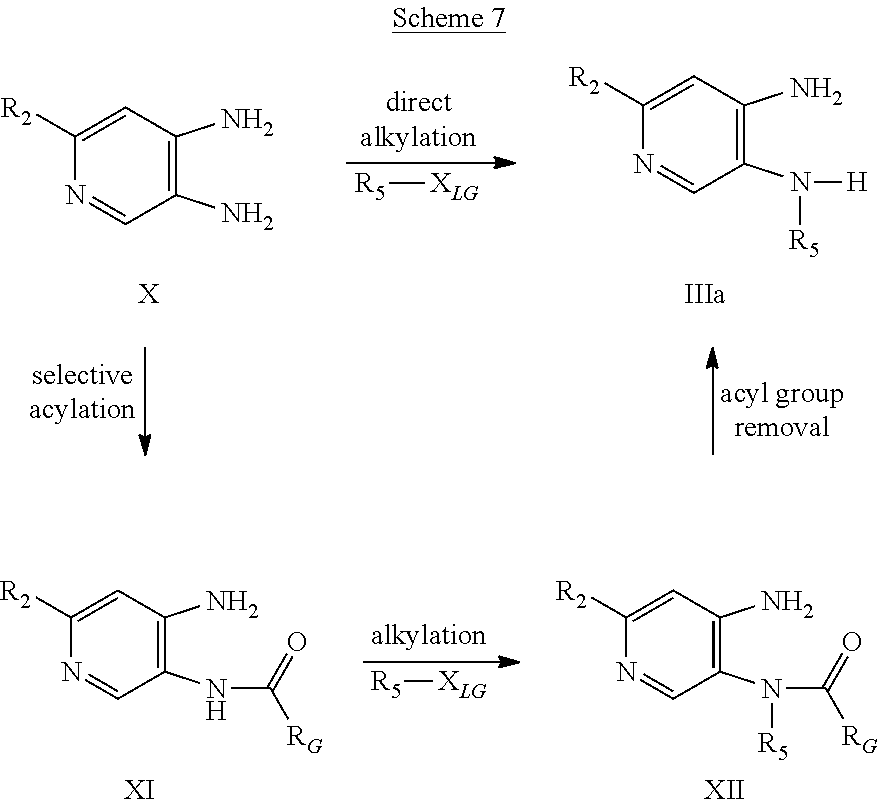 Scheme 7
R2 NH2 N NH2
X
direct
alkylation
R5—XLG
R2 NH2 N N—H R5
IIIa
selective
acylation
acyl group
removal
R2 NH2 N N H O RG
XI
alkylation
R5—XLG
R2 NH2 N N R5 O RG
XII